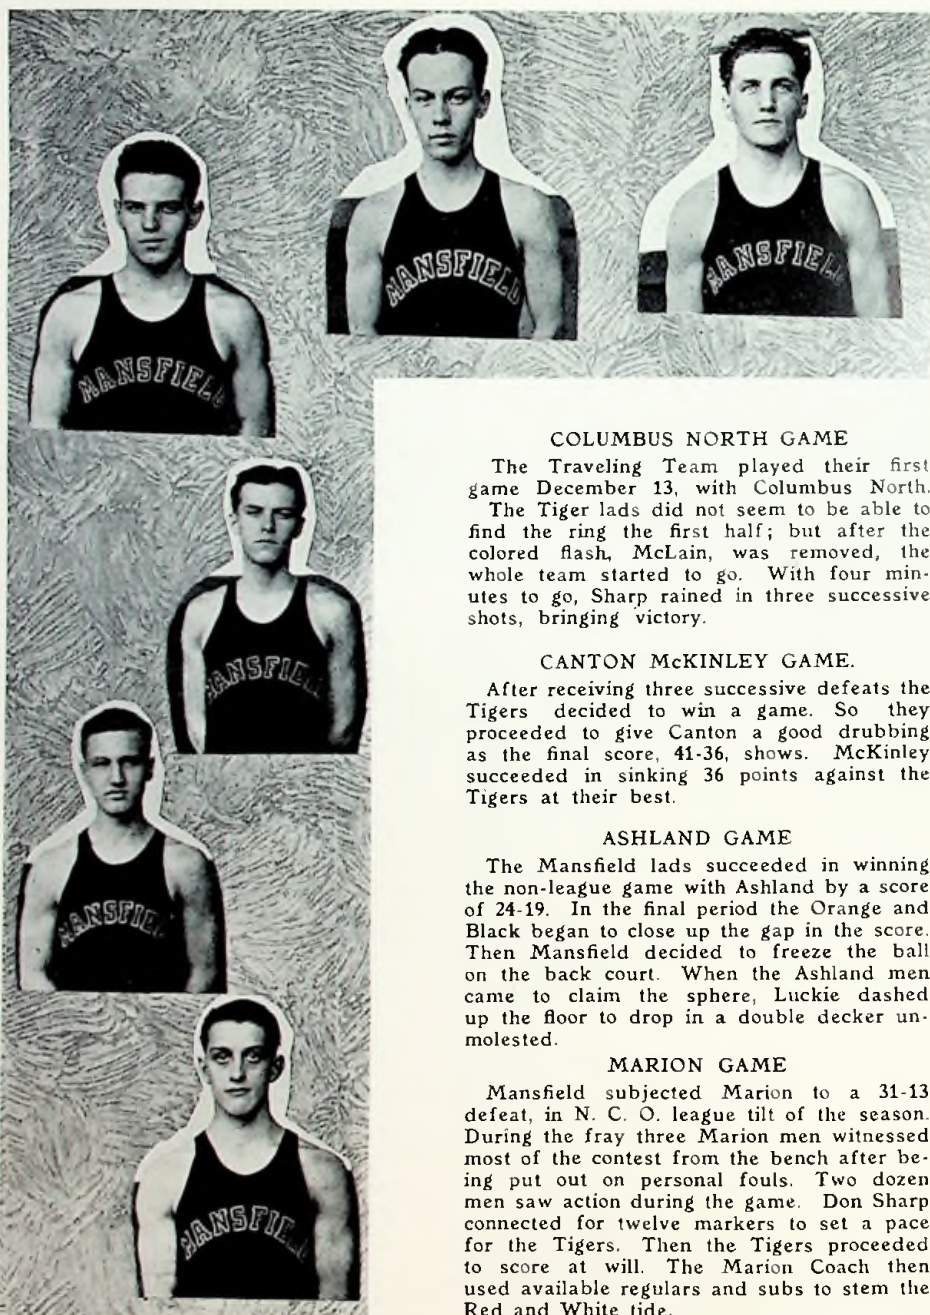 MANSFIELD
MANSFIEL
MANSFIEL
MANSFIEL
MANSFIEL
MANSFIEL
COLUMBUS NORTH GAME
The Traveling Team played their first
game December 13, with Columbus North.
The Tiger lads did not seem to be able to
find the ring the first half; but after the
colored flash, McLain, was removed, the
whole team started to go. With four min-
utes to go, Sharp rained in three successive
shots, bringing victory.
CANTON McKINLEY GAME.
After receiving three successive defeats the
Tigers decided to win a game. So they
proceeded to give Canton a good drubbing
as the final score, 41-36, shows. McKinley
succeeded in sinking 36 points against the
Tigers at their best.
ASHLAND GAME
The Mansfield lads succeeded in winning
the non-league game with Ashland by a score
of 24-19. In the final period the Orange and
Black began to close up the gap in the score.
Then Mansfield decided to freeze the ball
on the back court. When the Ashland men
came to claim the sphere, Luckie dashed
up the floor to drop in a double decker un-
molested.
MARION GAME
Mansfield subjected Marion to a 31-13
defeat, in N. C. O. league tilt of the season.
During the fray three Marion men witnessed
most of the contest from the bench after be-
ing put out on personal fouls. Two dozen
men saw action during the game. Don Sharp
connected for twelve markers to set a pace
for the Tigers. Then the Tigers proceeded
to score at will. The Marion Coach then
used available regulars and subs to stem the
Red and White tide.